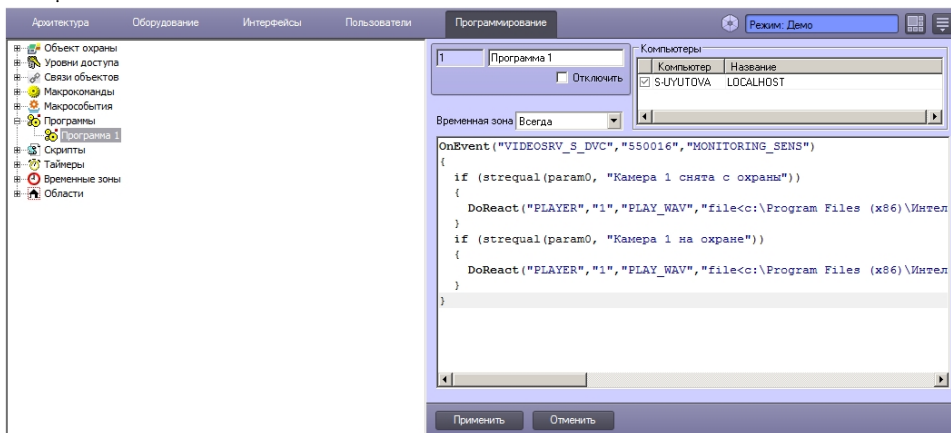 Архитектура Оборудование Интерфейсы Пользователи Программирование Режим: Демо
Объект охраны
Уровни доступа
Связи объектов
Макрокоманды
Макрособытия
Программы
Программа 1
Скрипты
Таймеры
Временные зоны
Области
1 Программа 1
Отключить
Компьютеры
Компьютер Название
S-UYUTOVA LOCALHOST
Временная зона Всегда
OnEvent("VIDEOSRV_S_DVC","550016","MONITORING_SENS")
{
if (strequal(param0, "Камера 1 снята с охраны"))
{
DoReact("PLAYER","1","PLAY_WAV","file<c:\Program Files (x86)\Интел
}
if (strequal(param0, "Камера 1 на охране"))
{
DoReact("PLAYER","1","PLAY_WAV","file<c:\Program Files (x86)\Интел
}
}
Применить Отменить